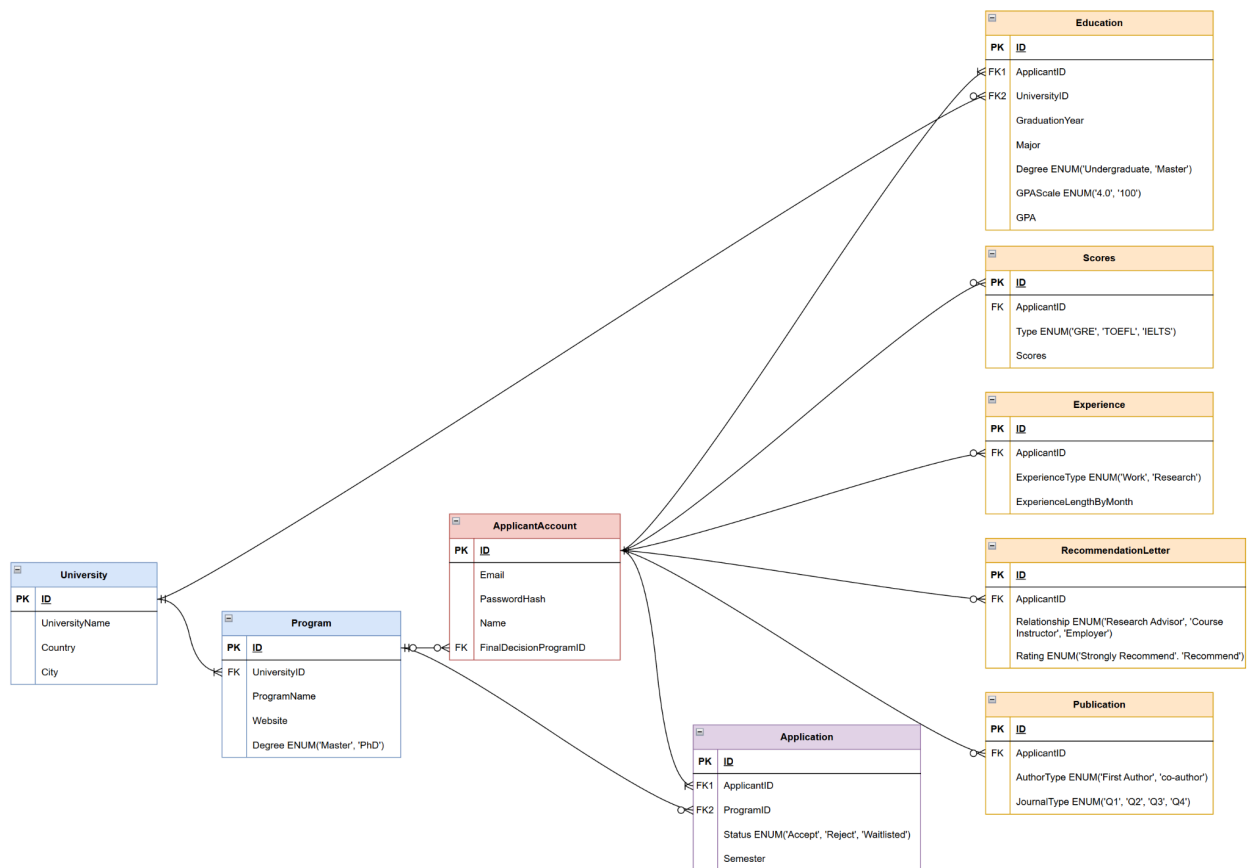 Education
PK ID
FK1 ApplicantID
FK2 UniversityID
GraduationYear
Major
Degree ENUM('Undergraduate, 'Master')
GPAScale ENUM('4.0', '100')
GPA
Scores
PK ID
FK ApplicantID
Type ENUM('GRE', 'TOEFL', 'IELTS')
Scores
Experience
PK ID
FK ApplicantID
ExperienceType ENUM('Work', 'Research')
ExperienceLengthByMonth
ApplicantAccount
PK ID
Email
PasswordHash
Name
FK FinalDecisionProgramID
University
PK ID
UniversityName
Country
City
Program
PK ID
FK UniversityID
ProgramName
Website
Degree ENUM('Master', 'PhD')
RecommendationLetter
PK ID
FK ApplicantID
Relationship ENUM('Research Advisor', 'Course
Instructor', 'Employer')
Rating ENUM('Strongly Recommend'. 'Recommend')
Publication
PK ID
FK ApplicantID
AuthorType ENUM('First Author', 'co-author')
JournalType ENUM('Q1', 'Q2', 'Q3', 'Q4')
Application
PK ID
FK1 ApplicantID
FK2 ProgramID
Status ENUM('Accept', 'Reject', 'Waitlisted')
Semester